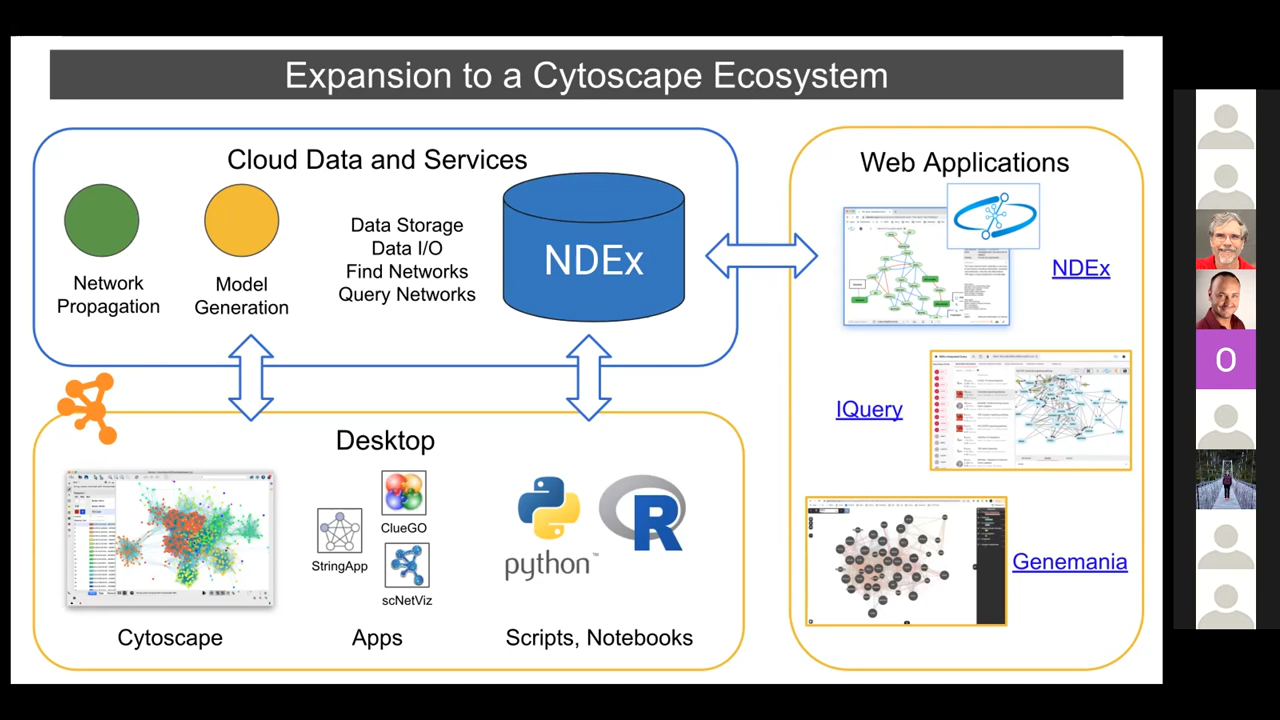 Expansion to a Cytoscape Ecosystem
Cloud Data and Services
Network
Propagation
Model
Generation
Data Storage
Data I/O
Find Networks
Query Networks
NDEx
Web Applications
NDEx
IQuery
Genemania
Desktop
StringApp
ClueGO
scNetViz
python™
R
Cytoscape
Apps
Scripts, Notebooks
O